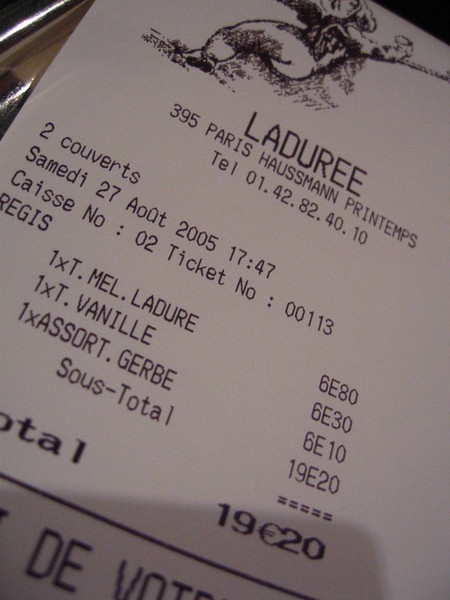 LADUREE
395 PARIS HAUSSMANN PRINTEMPS
Tel 01.42.82.40.10
2 couverts
Samedi 27 Août 2005 17:47
Caisse No : 02 Ticket No : 00113
REGIS
1xT.MEL.LADURE 6E80
1xT.VANILLE 6E30
1xASSORT.GERBE 6E10
Sous-Total 19E20
=====
otal 19€20
DE